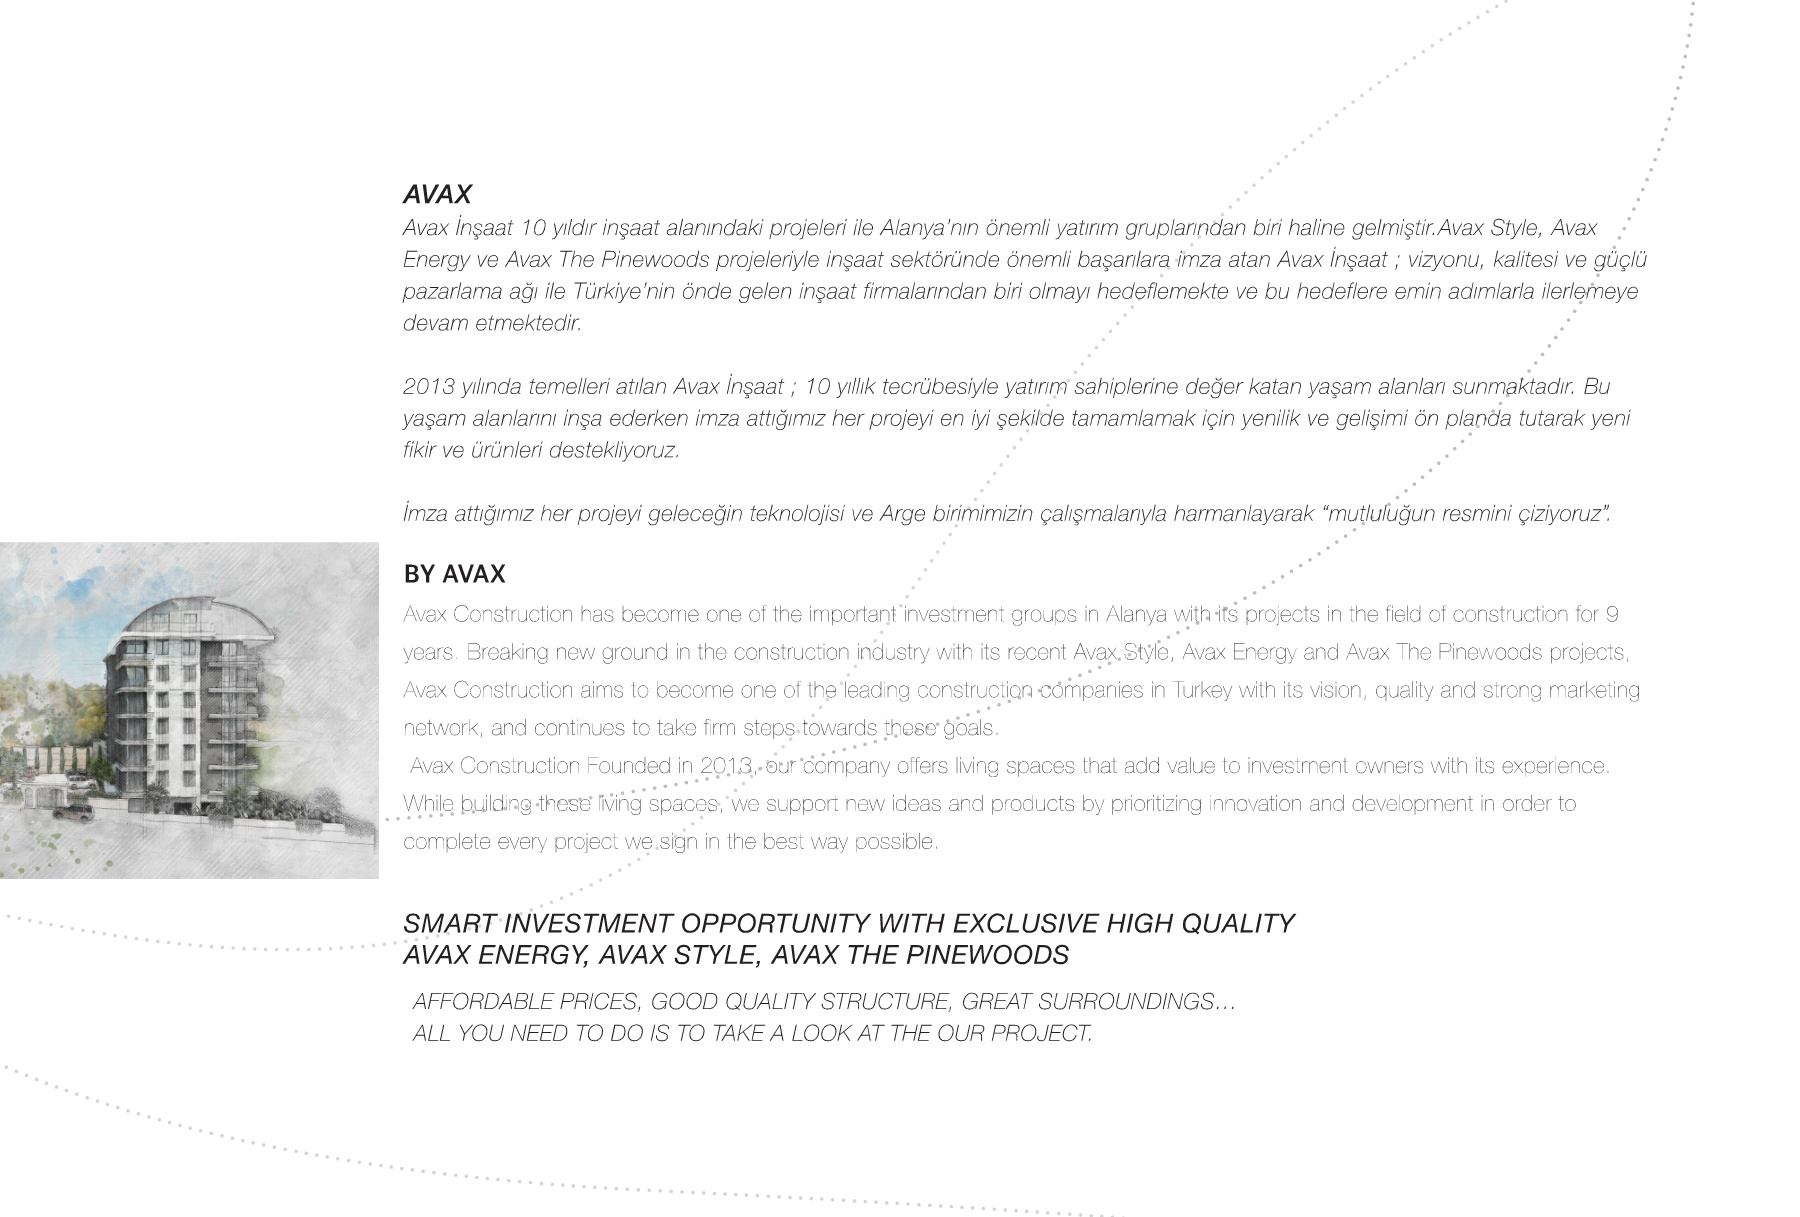 AVAX
Avax İnşaat 10 yıldır inşaat alanındaki projeleri ile Alanya’nın önemli yatırım gruplarından biri haline gelmiştir.Avax Style, Avax
Energy ve Avax The Pinewoods projeleriyle inşaat sektöründe önemli başarılara imza atan Avax İnşaat ; vizyonu, kalitesi ve güçlü
pazarlama ağı ile Türkiye’nin önde gelen inşaat firmalarından biri olmayı hedeflemekte ve bu hedeflere emin adımlarla ilerlemeye
devam etmektedir.
2013 yılında temelleri atılan Avax İnşaat ; 10 yıllık tecrübesiyle yatırım sahiplerine değer katan yaşam alanları sunmaktadır. Bu
yaşam alanlarını inşa ederken imza attığımız her projeyi en iyi şekilde tamamlamak için yenilik ve gelişimi ön planda tutarak yeni
fikir ve ürünleri destekliyoruz.
İmza attığımız her projeyi geleceğin teknolojisi ve Arge birimimizin çalışmalarıyla harmanlayarak “mutluluğun resmini çiziyoruz”.
BY AVAX
Avax Construction has become one of the important investment groups in Alanya with its projects in the field of construction for 9
years. Breaking new ground in the construction industry with its recent Avax Style, Avax Energy and Avax The Pinewoods projects,
Avax Construction aims to become one of the leading construction companies in Turkey with its vision, quality and strong marketing
network, and continues to take firm steps towards these goals.
Avax Construction Founded in 2013, our company offers living spaces that add value to investment owners with its experience.
While building these living spaces, we support new ideas and products by prioritizing innovation and development in order to
complete every project we sign in the best way possible.
SMART INVESTMENT OPPORTUNITY WITH EXCLUSIVE HIGH QUALITY
AVAX ENERGY, AVAX STYLE, AVAX THE PINEWOODS
AFFORDABLE PRICES, GOOD QUALITY STRUCTURE, GREAT SURROUNDINGS…
ALL YOU NEED TO DO IS TO TAKE A LOOK AT THE OUR PROJECT.